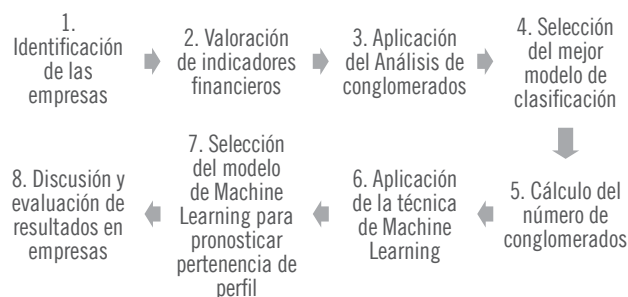 1.
Identificación
de las
empresas
2. Valoración
de indicadores
financieros
3. Aplicación
del Análisis de
conglomerados
4. Selección
del mejor
modelo de
clasificación
5. Cálculo del
número de
conglomerados
6. Aplicación
de la técnica
de Machine
Learning
7. Selección
del modelo
de Machine
Learning para
pronosticar
pertenencia de
perfil
8. Discusión y
evaluación de
resultados en
empresas